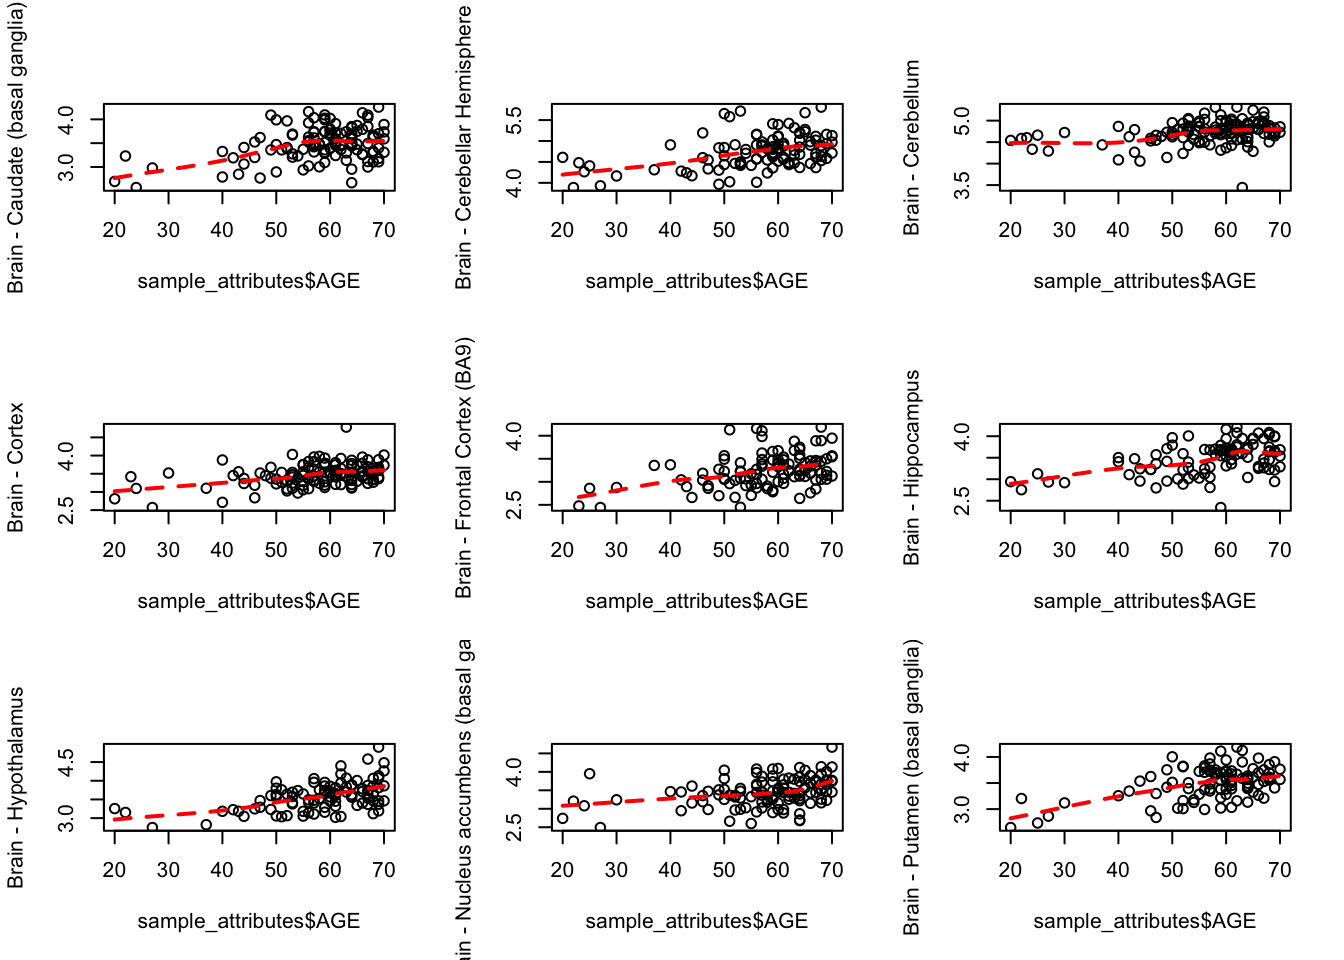 Brain - Caudate (basal ganglia)
3.0 4.0
20 30 40 50 60 70
sample_attributes$AGE
Brain - Cerebellar Hemisphere
4.0 5.5
20 30 40 50 60 70
sample_attributes$AGE
Brain - Cerebellum
3.5 5.0
20 30 40 50 60 70
sample_attributes$AGE
Brain - Cortex
2.5 4.0
20 30 40 50 60 70
sample_attributes$AGE
Brain - Frontal Cortex (BA9)
2.5 4.0
20 30 40 50 60 70
sample_attributes$AGE
Brain - Hippocampus
2.5 4.0
20 30 40 50 60 70
sample_attributes$AGE
Brain - Hypothalamus
3.0 4.5
20 30 40 50 60 70
sample_attributes$AGE
ain - Nucleus accumbens (basal ga
2.5 4.0
20 30 40 50 60 70
sample_attributes$AGE
Brain - Putamen (basal ganglia)
3.0 4.0
20 30 40 50 60 70
sample_attributes$AGE